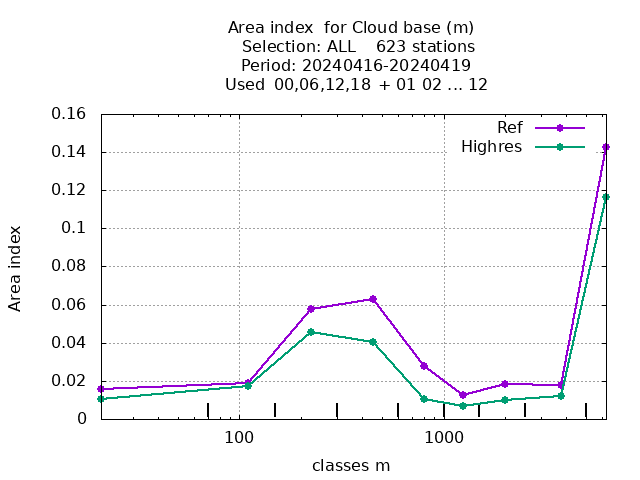 Area index  for Cloud base (m)
Selection: ALL    623 stations
Period: 20240416-20240419
Used  00,06,12,18 + 01 02 ... 12
Ref
Highres
0.16
0.14
0.12
0.1
0.08
0.06
0.04
0.02
0
Area index
100
1000
classes m